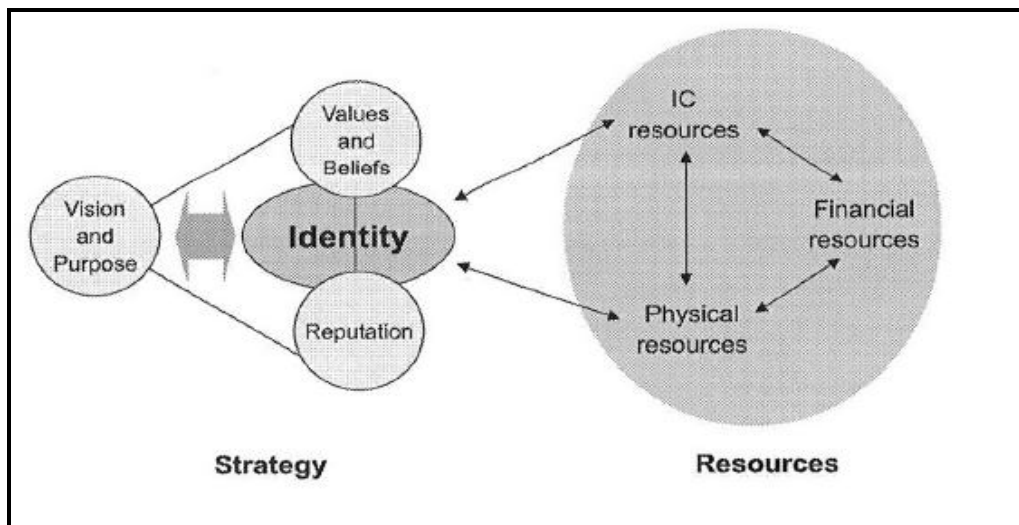 Values
and
Beliefs
Vision
and
Purpose
Identity
Reputation
IC
resources
Financial
resources
Physical
resources
Strategy
Resources